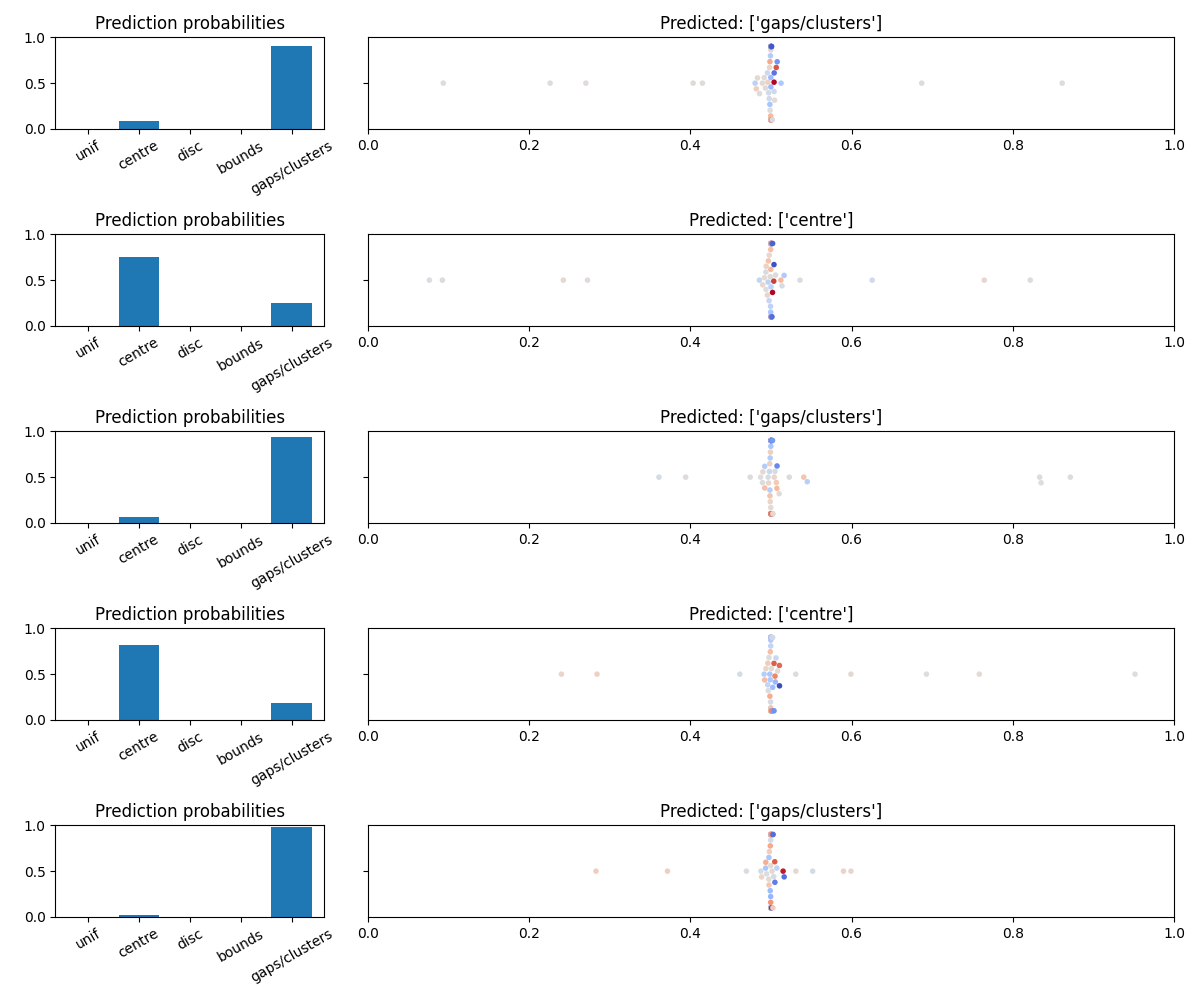 Prediction probabilities
Predicted: ['gaps/clusters']
1.0
0.5
0.0
unif
centre
disc
bounds
gaps/clusters
0.0 0.2 0.4 0.6 0.8 1.0
Prediction probabilities
Predicted: ['centre']
1.0
0.5
0.0
unif
centre
disc
bounds
gaps/clusters
0.0 0.2 0.4 0.6 0.8 1.0
Prediction probabilities
Predicted: ['gaps/clusters']
1.0
0.5
0.0
unif
centre
disc
bounds
gaps/clusters
0.0 0.2 0.4 0.6 0.8 1.0
Prediction probabilities
Predicted: ['centre']
1.0
0.5
0.0
unif
centre
disc
bounds
gaps/clusters
0.0 0.2 0.4 0.6 0.8 1.0
Prediction probabilities
Predicted: ['gaps/clusters']
1.0
0.5
0.0
unif
centre
disc
bounds
gaps/clusters
0.0 0.2 0.4 0.6 0.8 1.0